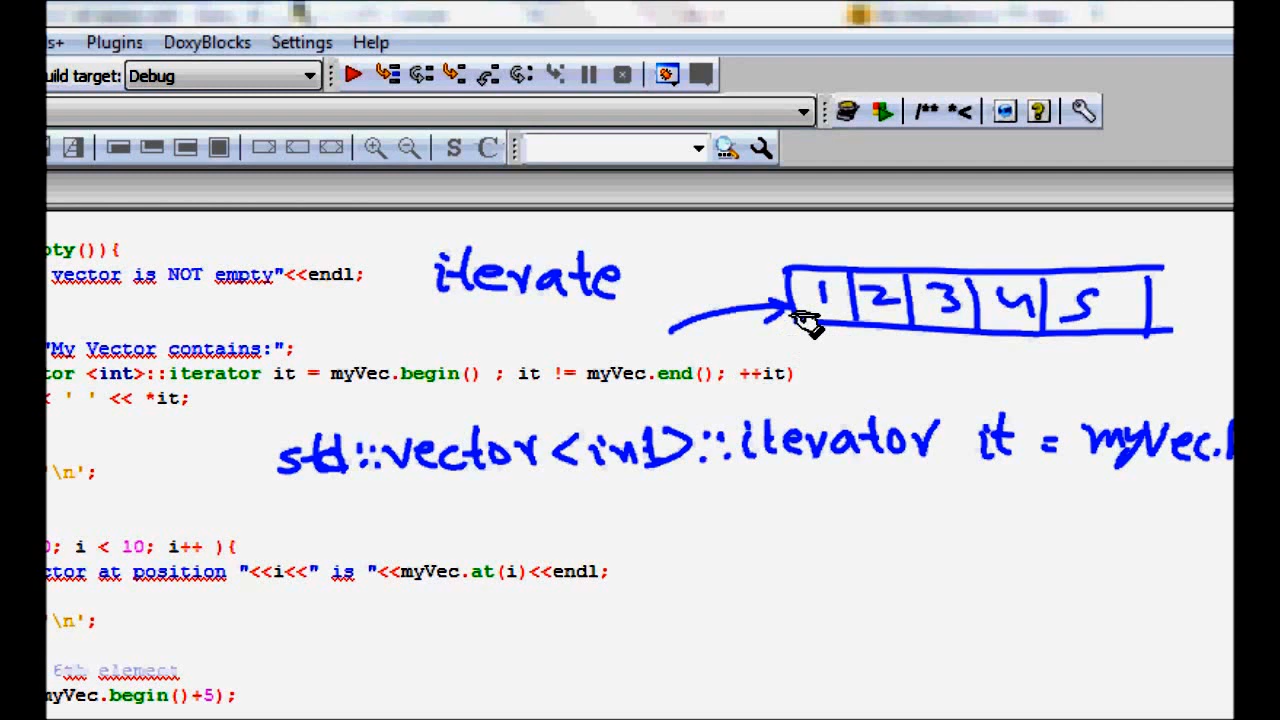 s+ Plugins DoxyBlocks Settings Help
uild target: Debug
/** *<
S C
pty()){
vector is NOT empty"<<endl;
iterate
1 2 3 4 5
"My Vector contains:";
tor <int>::iterator it = myVec.begin() ; it != myVec.end(); ++it)
< ' ' << *it;
std::vector<int>::iterator it = myVec.
'\n';
0; i < 10; i++ ){
ctor at position "<<i<<" is "<<myVec.at(i)<<endl;
'\n';
6th element
myVec.begin()+5);